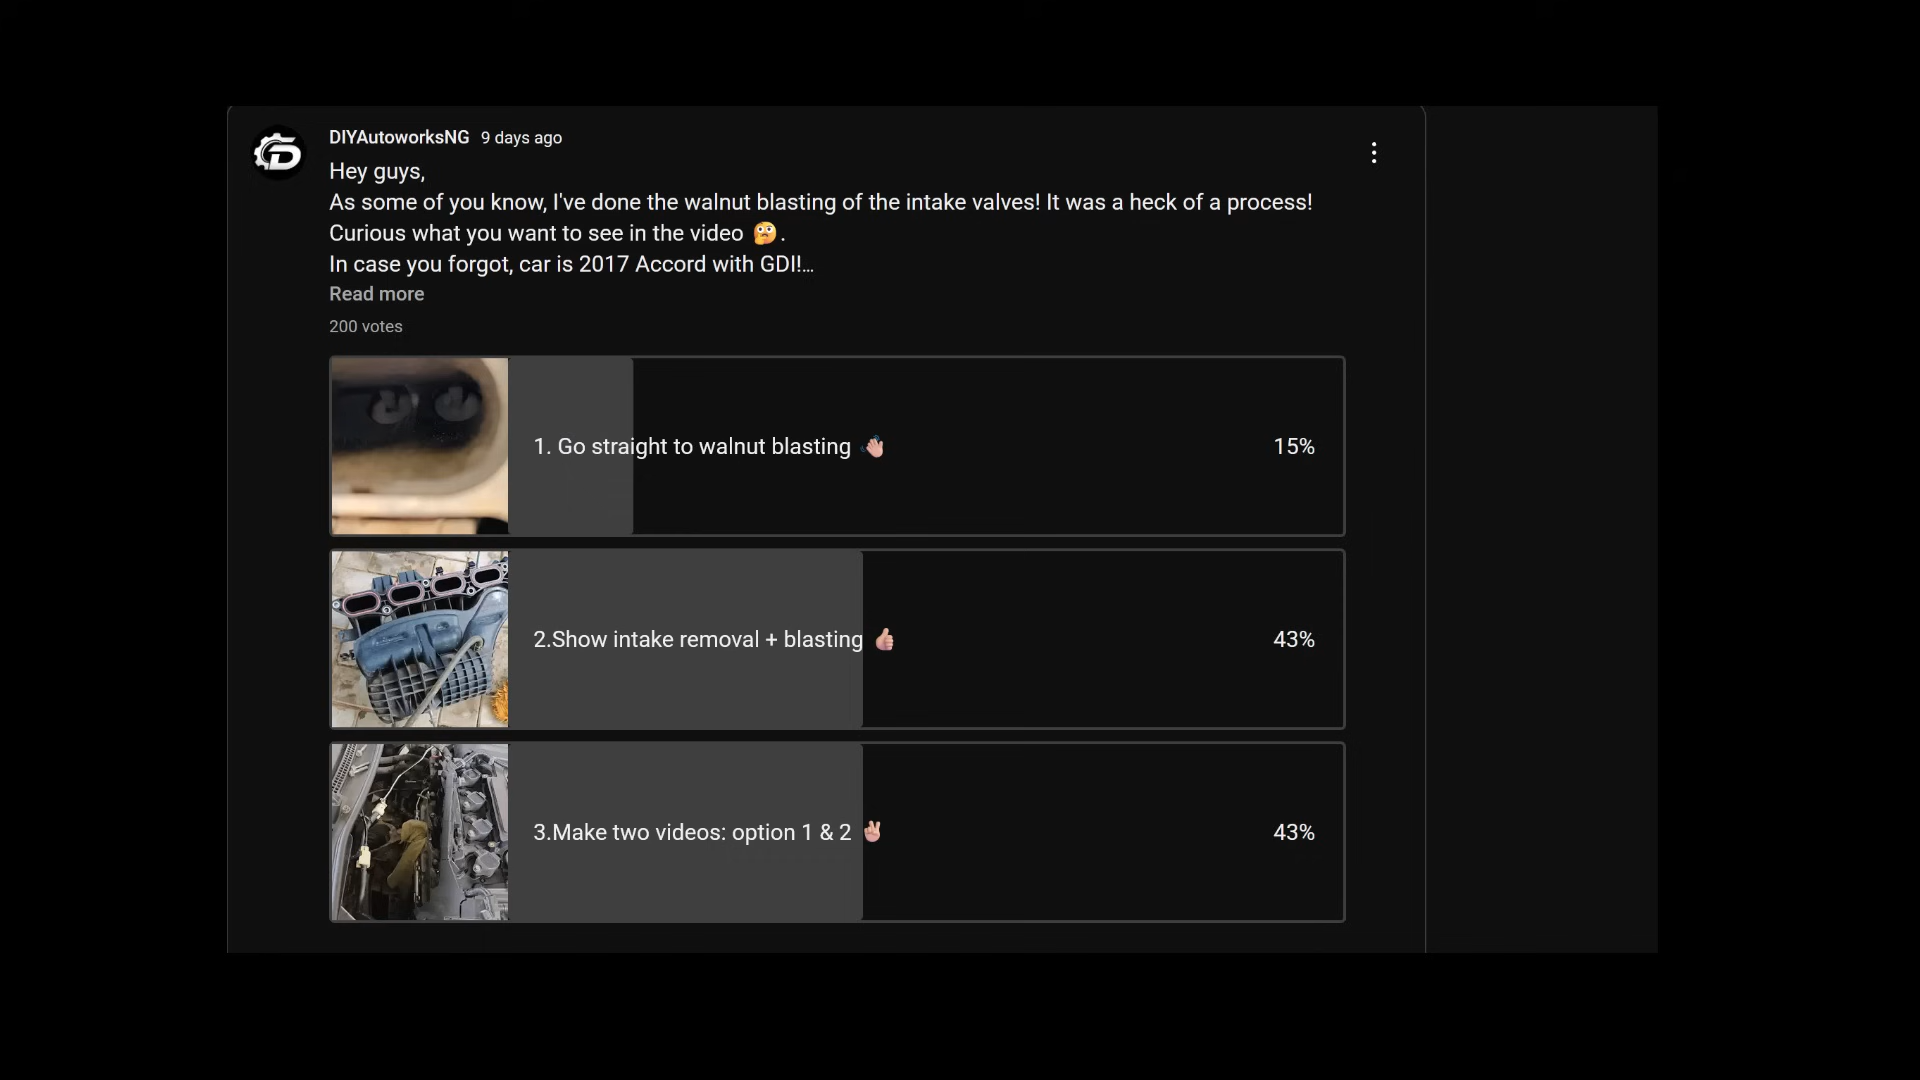 DIYAutoworksNG 9 days ago
Hey guys,
As some of you know, I've done the walnut blasting of the intake valves! It was a heck of a process!
Curious what you want to see in the video 🤔.
In case you forgot, car is 2017 Accord with GDI!...
Read more
200 votes
1. Go straight to walnut blasting 👋🏼 15%
2.Show intake removal + blasting 👍🏼 43%
3.Make two videos: option 1 & 2 ✌🏼 43%